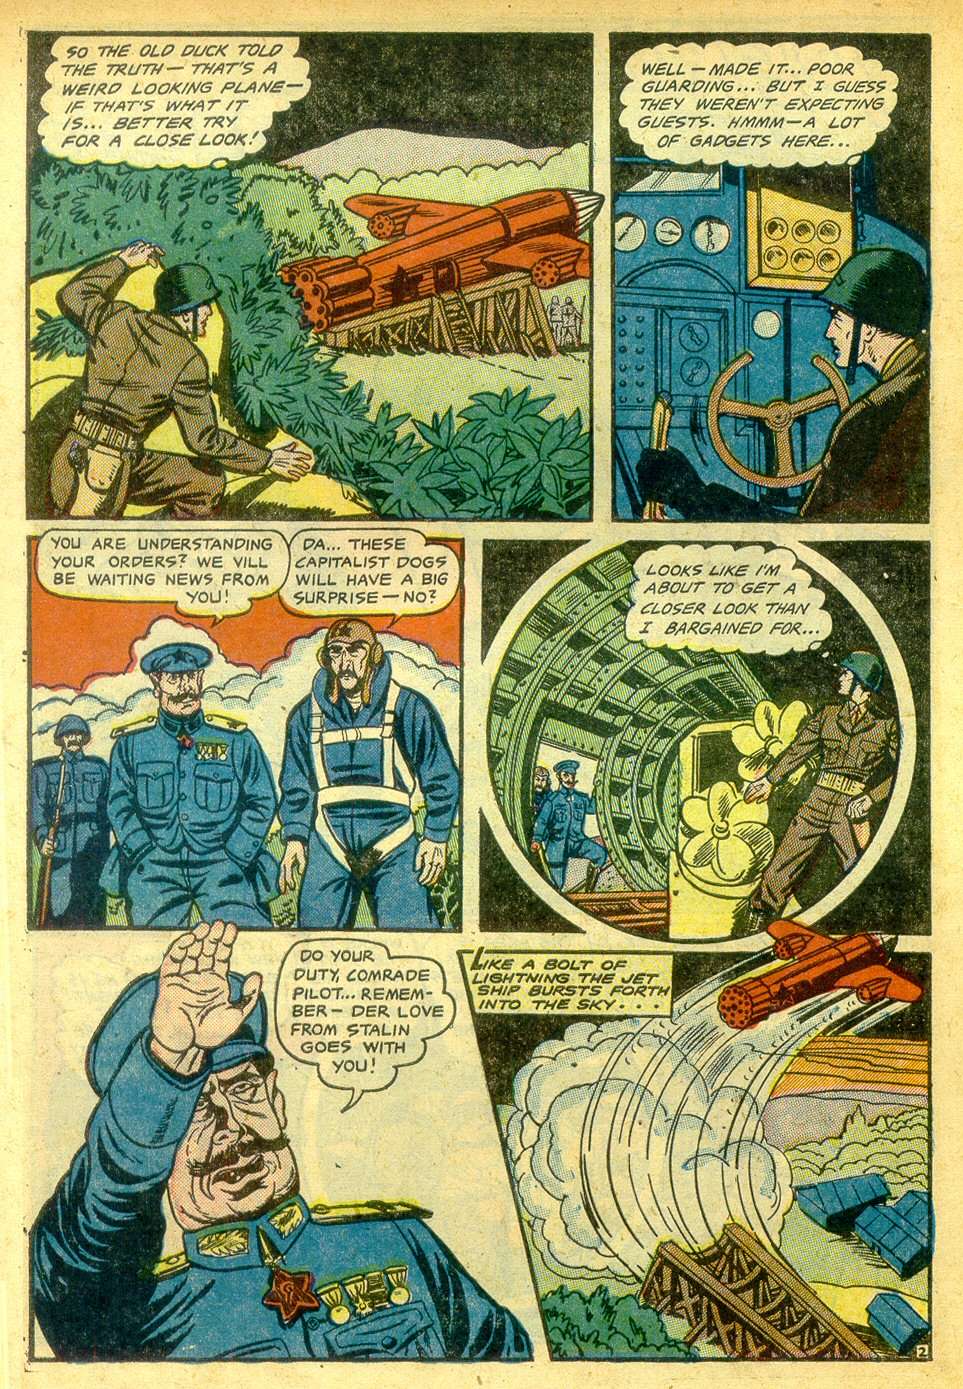 SO THE OLD DUCK TOLD
THE TRUTH — THAT'S A
WEIRD LOOKING PLANE —
IF THAT'S WHAT IT
IS... BETTER TRY
FOR A CLOSE LOOK!
WELL — MADE IT... POOR
GUARDING... BUT I GUESS
THEY WEREN'T EXPECTING
GUESTS. HMMM — A LOT
OF GADGETS HERE...
YOU ARE UNDERSTANDING
YOUR ORDERS? WE VILL
BE WAITING NEWS FROM
YOU!
DA... THESE
CAPITALIST DOGS
WILL HAVE A BIG
SURPRISE — NO?
LOOKS LIKE I'M
ABOUT TO GET A
CLOSER LOOK THAN
I BARGAINED FOR...
DO YOUR
DUTY, COMRADE
PILOT... REMEM-
BER — DER LOVE
FROM STALIN
GOES WITH
YOU!
LIKE A BOLT OF
LIGHTNING THE JET
SHIP BURSTS FORTH
INTO THE SKY . . .
2